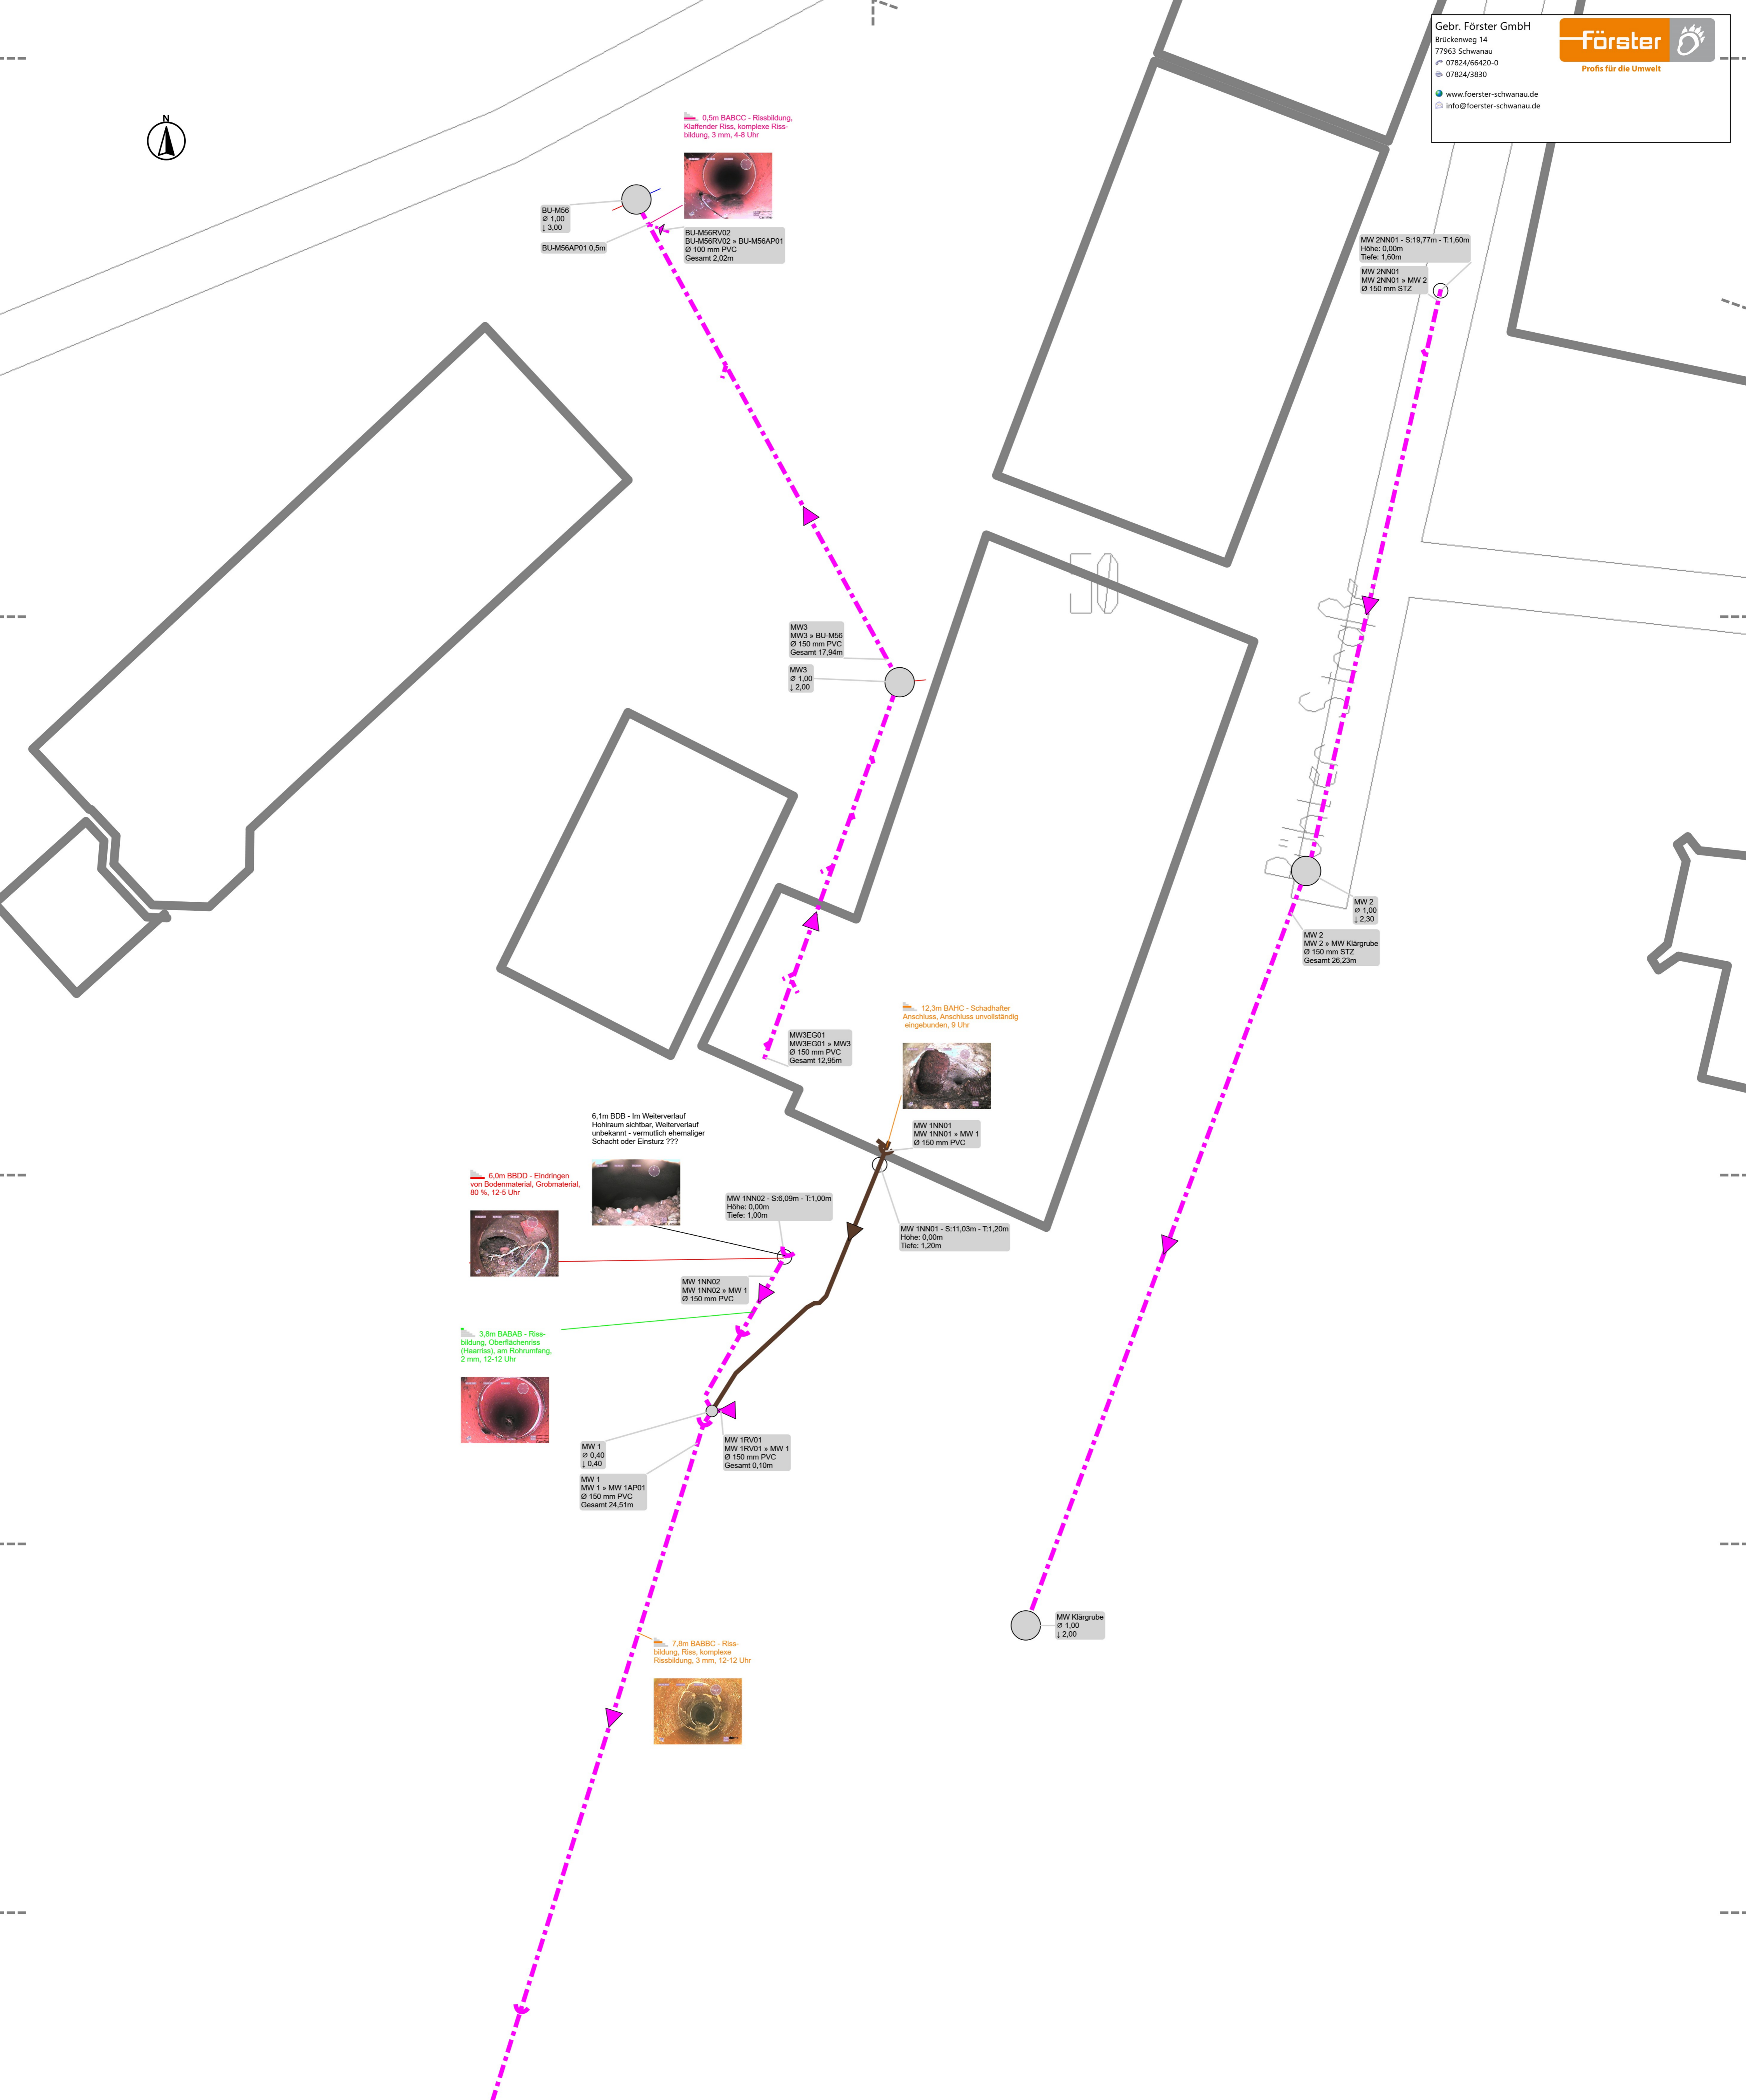 Gebr. Förster GmbH
Brückenweg 14
77963 Schwanau
07824/66420-0
07824/3830
www.foerster-schwanau.de
info@foerster-schwanau.de
Förster
Profis für die Umwelt
N
0,5m BABCC - Rissbildung,
Klaffender Riss, komplexe Riss-
bildung, 3 mm, 4-8 Uhr
BU-M56
Ø 1,00
↓ 3,00
BU-M56AP01 0,5m
BU-M56RV02
BU-M56RV02 » BU-M56AP01
Ø 100 mm PVC
Gesamt 2,02m
MW 2NN01 - S:19,77m - T:1,60m
Höhe: 0,00m
Tiefe: 1,60m
MW 2NN01
MW 2NN01 » MW 2
Ø 150 mm STZ
50
MW3
MW3 » BU-M56
Ø 150 mm PVC
Gesamt 17,94m
MW3
Ø 1,00
↓ 2,00
MW 2
Ø 1,00
↓ 2,30
MW 2
MW 2 » MW Klärgrube
Ø 150 mm STZ
Gesamt 26,23m
12,3m BAHC - Schadhafter
Anschluss, Anschluss unvollständig
eingebunden, 9 Uhr
MW3EG01
MW3EG01 » MW3
Ø 150 mm PVC
Gesamt 12,95m
6,1m BDB - Im Weiterverlauf
Hohlraum sichtbar, Weiterverlauf
unbekannt - vermutlich ehemaliger
Schacht oder Einsturz ???
MW 1NN01
MW 1NN01 » MW 1
Ø 150 mm PVC
6,0m BBDD - Eindringen
von Bodenmaterial, Grobmaterial,
80 %, 12-5 Uhr
MW 1NN02 - S:6,09m - T:1,00m
Höhe: 0,00m
Tiefe: 1,00m
MW 1NN01 - S:11,03m - T:1,20m
Höhe: 0,00m
Tiefe: 1,20m
MW 1NN02
MW 1NN02 » MW 1
Ø 150 mm PVC
3,8m BABAB - Riss-
bildung, Oberflächenriss
(Haarriss), am Rohrumfang,
2 mm, 12-12 Uhr
MW 1
Ø 0,40
↓ 0,40
MW 1RV01
MW 1RV01 » MW 1
Ø 150 mm PVC
Gesamt 0,10m
MW 1
MW 1 » MW 1AP01
Ø 150 mm PVC
Gesamt 24,51m
MW Klärgrube
Ø 1,00
↓ 2,00
7,8m BABBC - Riss-
bildung, Riss, komplexe
Rissbildung, 3 mm, 12-12 Uhr